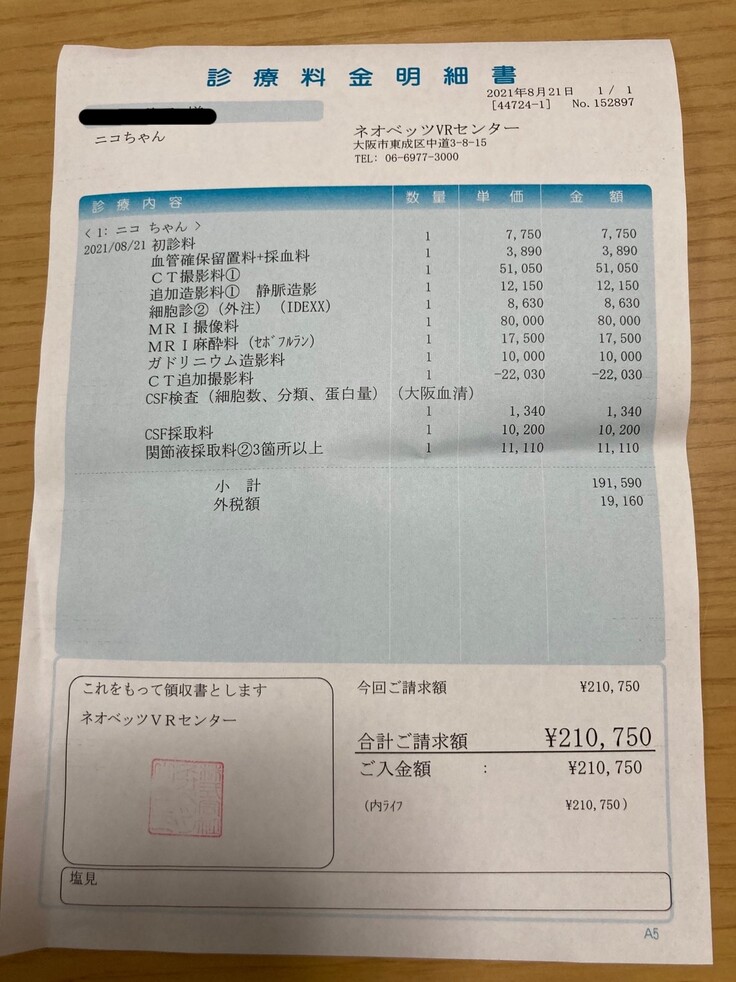 診療料金明細書
2021年8月21日 1/ 1
[44724-1] No.152897
様
ニコちゃん
ネオベッツVRセンター
大阪市東成区中道3-8-15
TEL: 06-6977-3000
診療内容 数量 単価 金額
< 1: ニコ ちゃん >
2021/08/21 初診料 1 7,750 7,750
血管確保留置料+採血料 1 3,890 3,890
CT撮影料① 1 51,050 51,050
追加造影料① 静脈造影 1 12,150 12,150
細胞診②(外注)(IDEXX) 1 8,630 8,630
MRI撮像料 1 80,000 80,000
MRI麻酔料(セボフルラン) 1 17,500 17,500
ガドリニウム造影料 1 10,000 10,000
CT追加撮影料 1 -22,030 -22,030
CSF検査(細胞数、分類、蛋白量)(大阪血清)
1 1,340 1,340
CSF採取料 1 10,200 10,200
関節液採取料②3箇所以上 1 11,110 11,110
小 計 191,590
外税額 19,160
これをもって領収書とします
ネオベッツVRセンター
今回ご請求額 ¥210,750
合計ご請求額 ¥210,750
ご入金額 : ¥210,750
(内ライフ ¥210,750)
塩見
A5